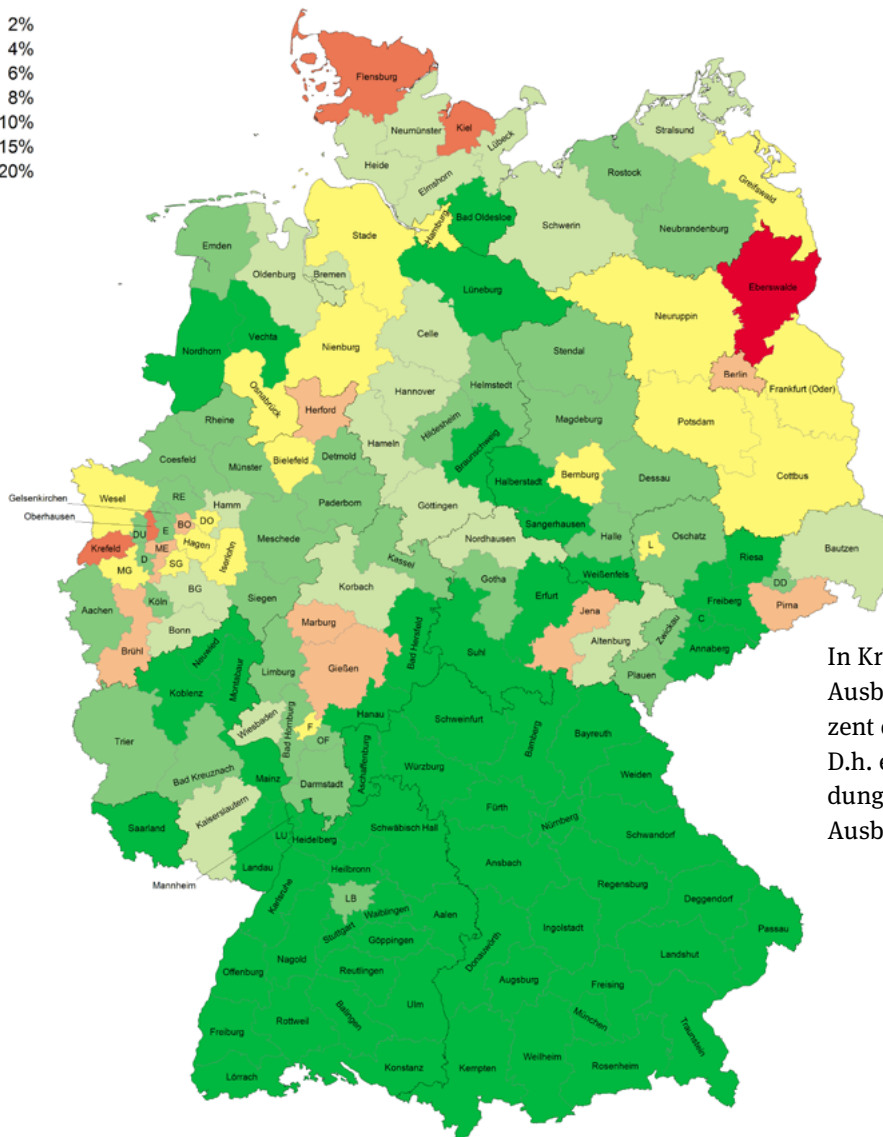 2%
4%
6%
8%
10%
15%
20%
Flensburg
Neumünster
Kiel
Lübeck
Heide
Elmshorn
Stralsund
Rostock
Greifswald
Emden
Stade
Hamburg
Bad Oldesloe
Schwerin
Neubrandenburg
Oldenburg
Bremen
Lüneburg
Eberswalde
Neuruppin
Nordhorn
Vechta
Nienburg
Celle
Stendal
Berlin
Frankfurt (Oder)
Osnabrück
Herford
Hannover
Helmstedt
Rheine
Hameln
Hildesheim
Magdeburg
Potsdam
Coesfeld
Münster
Bielefeld
Detmold
Braunschweig
Halberstadt
Bernburg
Dessau
Cottbus
Gelsenkirchen
Wesel
RE
Hamm
Paderborn
Göttingen
Sangerhausen
Oberhausen
DU
E
BO
DO
Meschede
Nordhausen
Halle
Oschatz
Krefeld
ME
Hagen
Iserlohn
L
Riesa
Bautzen
MG
D
SG
Kassel
Gotha
Erfurt
Weißenfels
DD
Aachen
Köln
BG
Siegen
Korbach
Freiberg
Pirna
Bonn
Marburg
Jena
Altenburg
Zwickau
C
Brühl
Neuwied
Bad Hersfeld
Suhl
Annaberg
Koblenz
Montabaur
Limburg
Gießen
Plauen
Wiesbaden
Bad Homburg
F
Hanau
Schweinfurt
Bamberg
Bayreuth
Trier
OF
Aschaffenburg
Bad Kreuznach
Mainz
Darmstadt
Würzburg
Weiden
Saarland
Kaiserslautern
Fürth
Nürnberg
LU
Heidelberg
Schwäbisch Hall
Schwandorf
Mannheim
Landau
Heilbronn
Ansbach
Karlsruhe
LB
Waiblingen
Aalen
Regensburg
Deggendorf
Stuttgart
Göppingen
Donauwörth
Ingolstadt
Passau
Offenburg
Nagold
Reutlingen
Landshut
Augsburg
Freising
Freiburg
Rottweil
Balingen
Ulm
München
Traunstein
Lörrach
Konstanz
Kempten
Weilheim
Rosenheim
In Kr
Ausb
zent
D.h. e
dung
Ausb